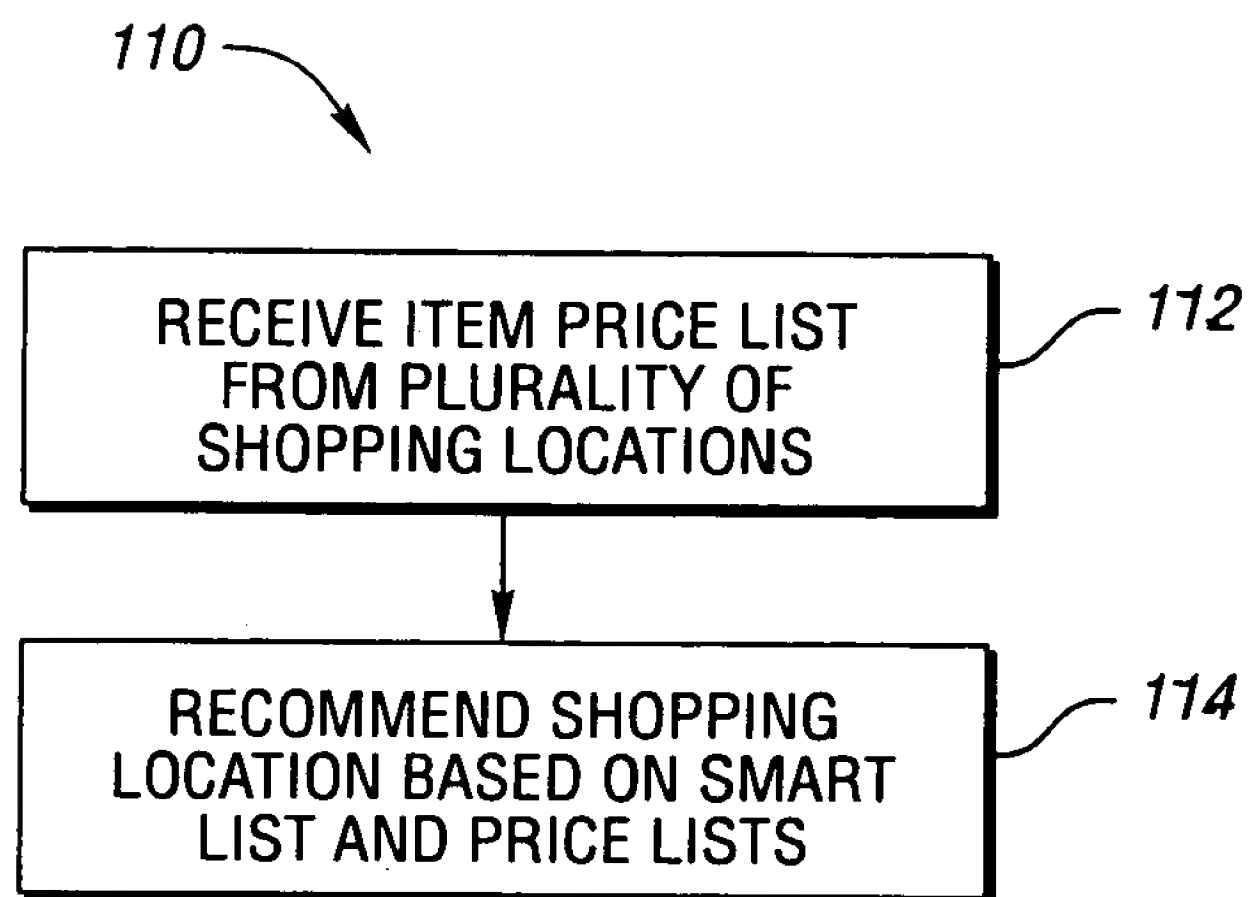 110
RECEIVE ITEM PRICE LIST
FROM PLURALITY OF
SHOPPING LOCATIONS
112
RECOMMEND SHOPPING
LOCATION BASED ON SMART
LIST AND PRICE LISTS
114